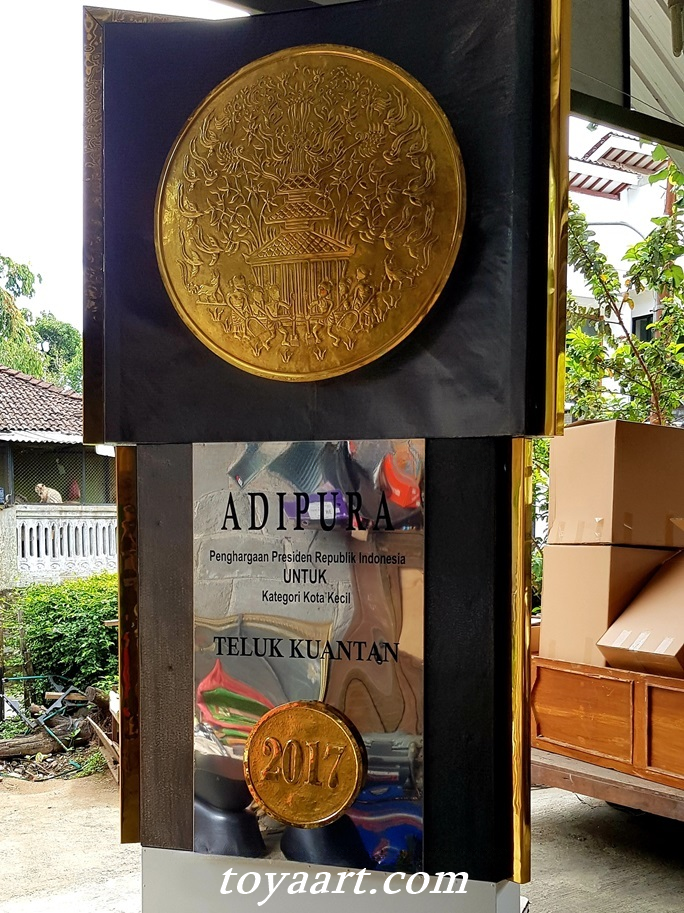 ADIPURA
Penghargaan Presiden Republik Indonesia
UNTUK
Kategori Kota Kecil
TELUK KUANTAN
2017
toyaart.com